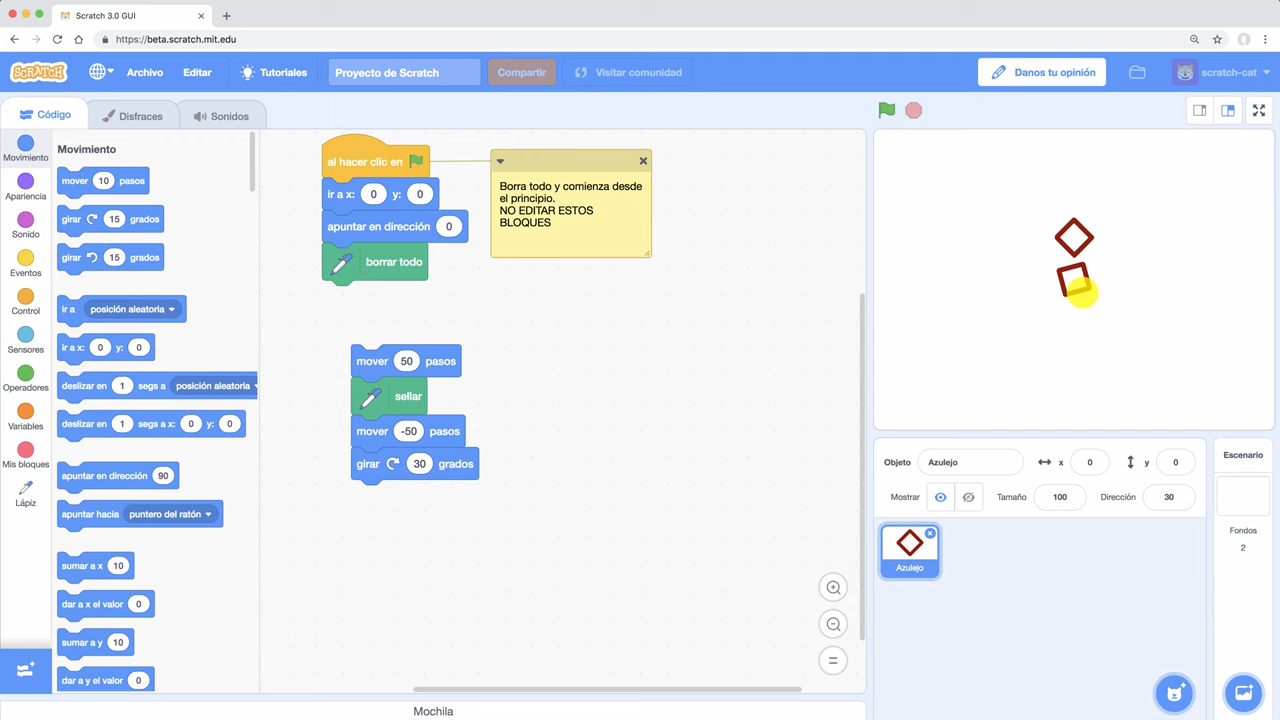 Scratch 3.0 GUI
https://beta.scratch.mit.edu
SCRATCH
Archivo
Editar
Tutoriales
Proyecto de Scratch
Compartir
Visitar comunidad
Danos tu opinión
scratch-cat
Código
Disfraces
Sonidos
Movimiento
Apariencia
Sonido
Eventos
Control
Sensores
Operadores
Variables
Mis bloques
Lápiz
Movimiento
mover 10 pasos
girar 15 grados
girar 15 grados
ir a posición aleatoria
ir a x: 0 y: 0
deslizar en 1 segs a posición aleatoria
deslizar en 1 segs a x: 0 y: 0
apuntar en dirección 90
apuntar hacia puntero del ratón
sumar a x 10
dar a x el valor 0
sumar a y 10
dar a y el valor 0
al hacer clic en
ir a x: 0 y: 0
apuntar en dirección 0
borrar todo
Borra todo y comienza desde
el principio.
NO EDITAR ESTOS
BLOQUES
mover 50 pasos
sellar
mover -50 pasos
girar 30 grados
Objeto Azulejo x 0 y 0
Mostrar Tamaño 100 Dirección 30
Azulejo
Escenario
Fondos
2
Mochila